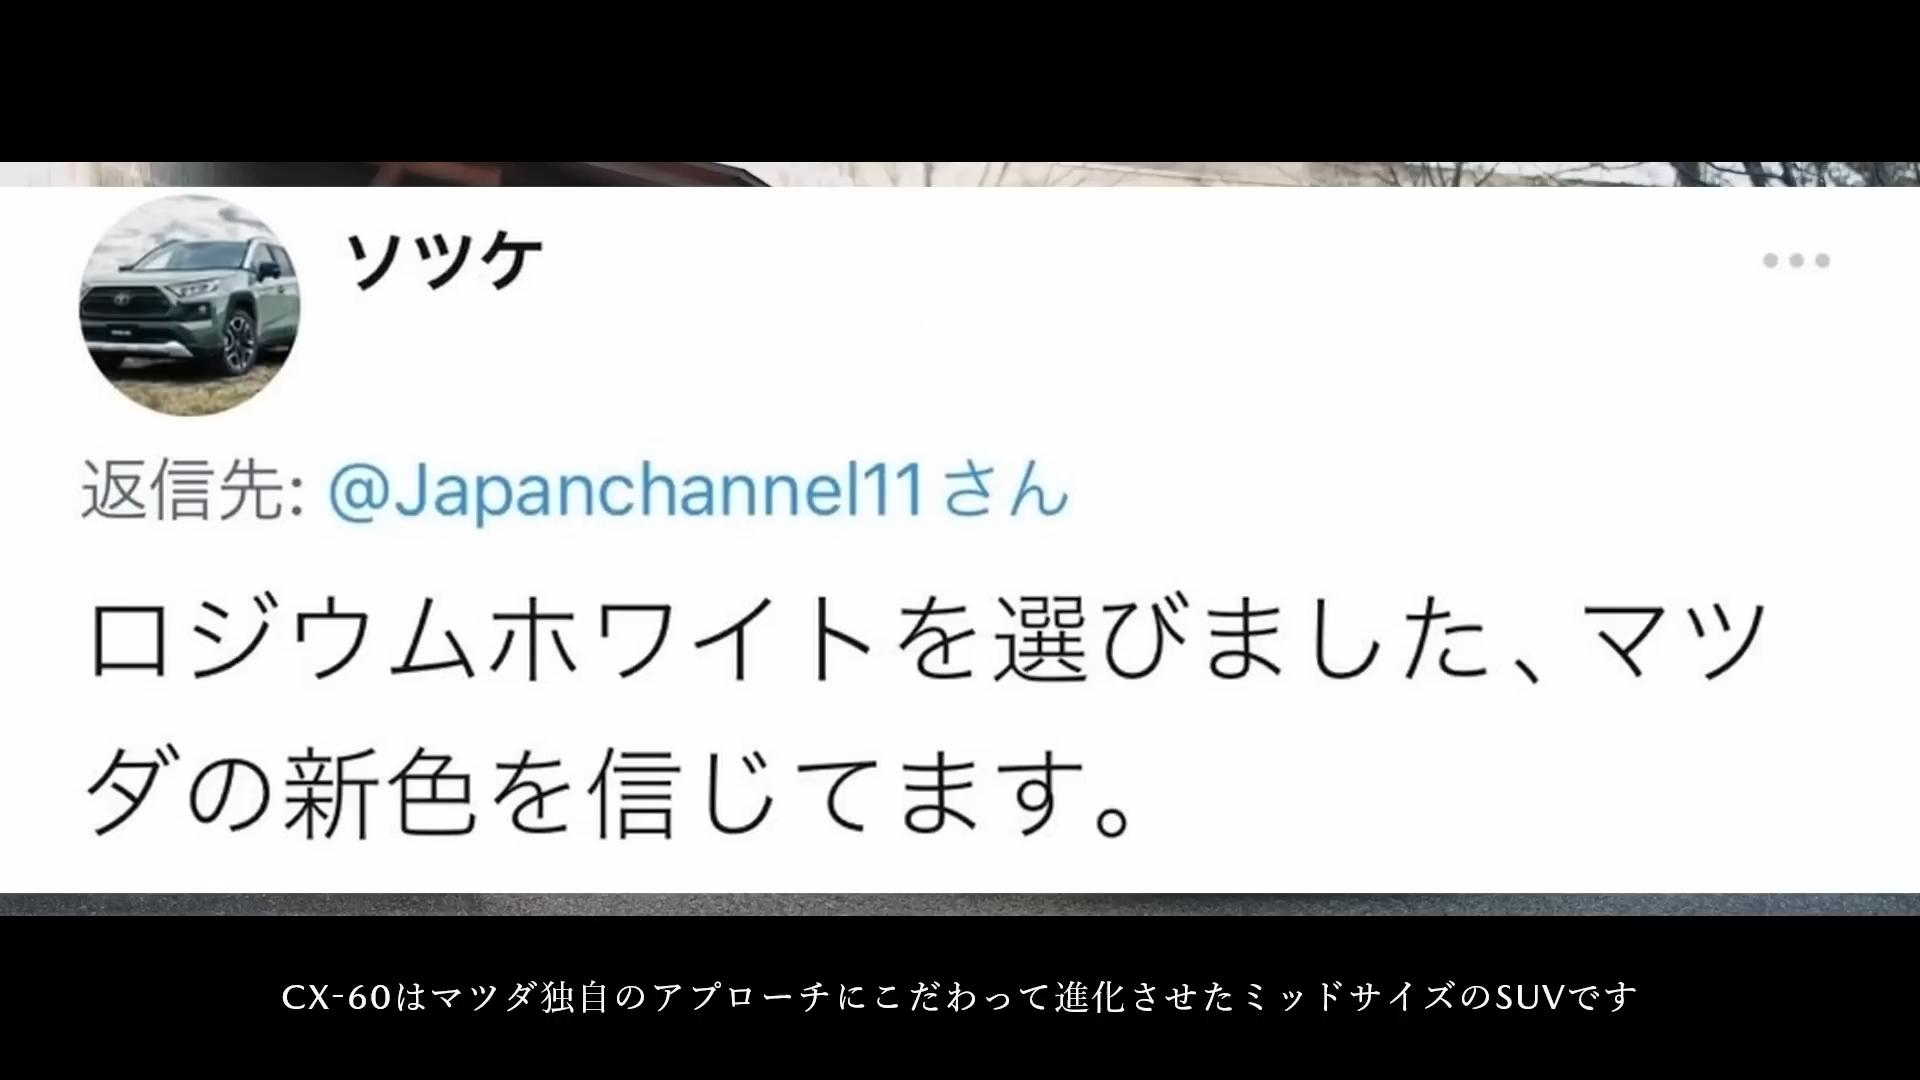 ソツケ
返信先: @Japanchannel11さん
ロジウムホワイトを選びました、マツ
ダの新色を信じてます。
CX-60はマツダ独自のアプローチにこだわって進化させたミッドサイズのSUVです